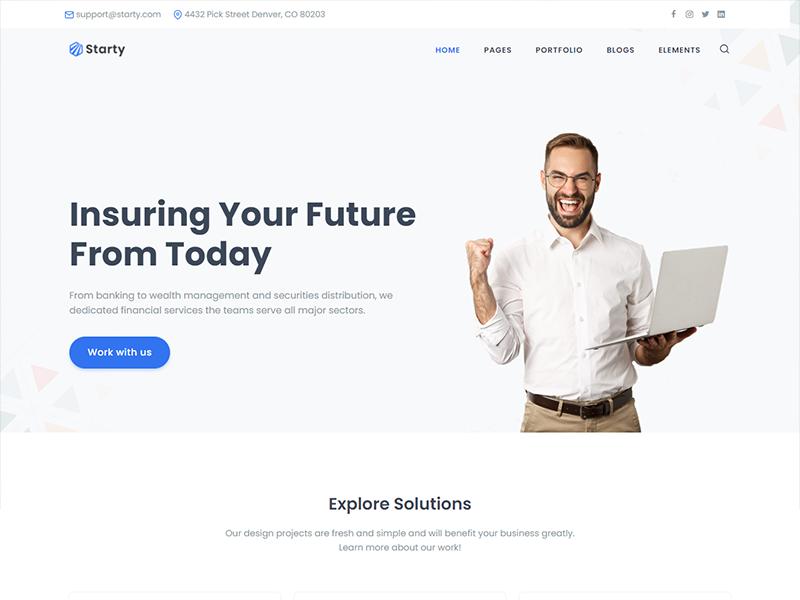 support@starty.com 4432 Pick Street Denver, CO 80203
Starty HOME PAGES PORTFOLIO BLOGS ELEMENTS
Insuring Your Future
From Today
From banking to wealth management and securities distribution, we
dedicated financial services the teams serve all major sectors.
Work with us
Explore Solutions
Our design projects are fresh and simple and will benefit your business greatly.
Learn more about our work!